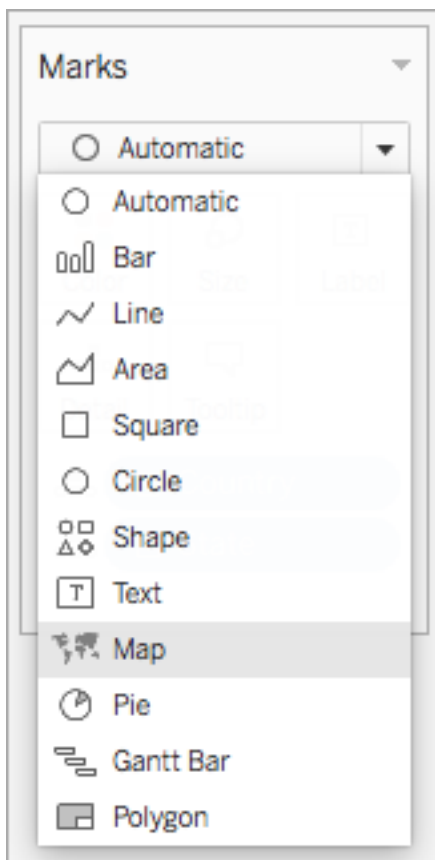 Marks
Automatic
Automatic
Bar
Line
Area
Square
Circle
Shape
Text
Map
Pie
Gantt Bar
Polygon